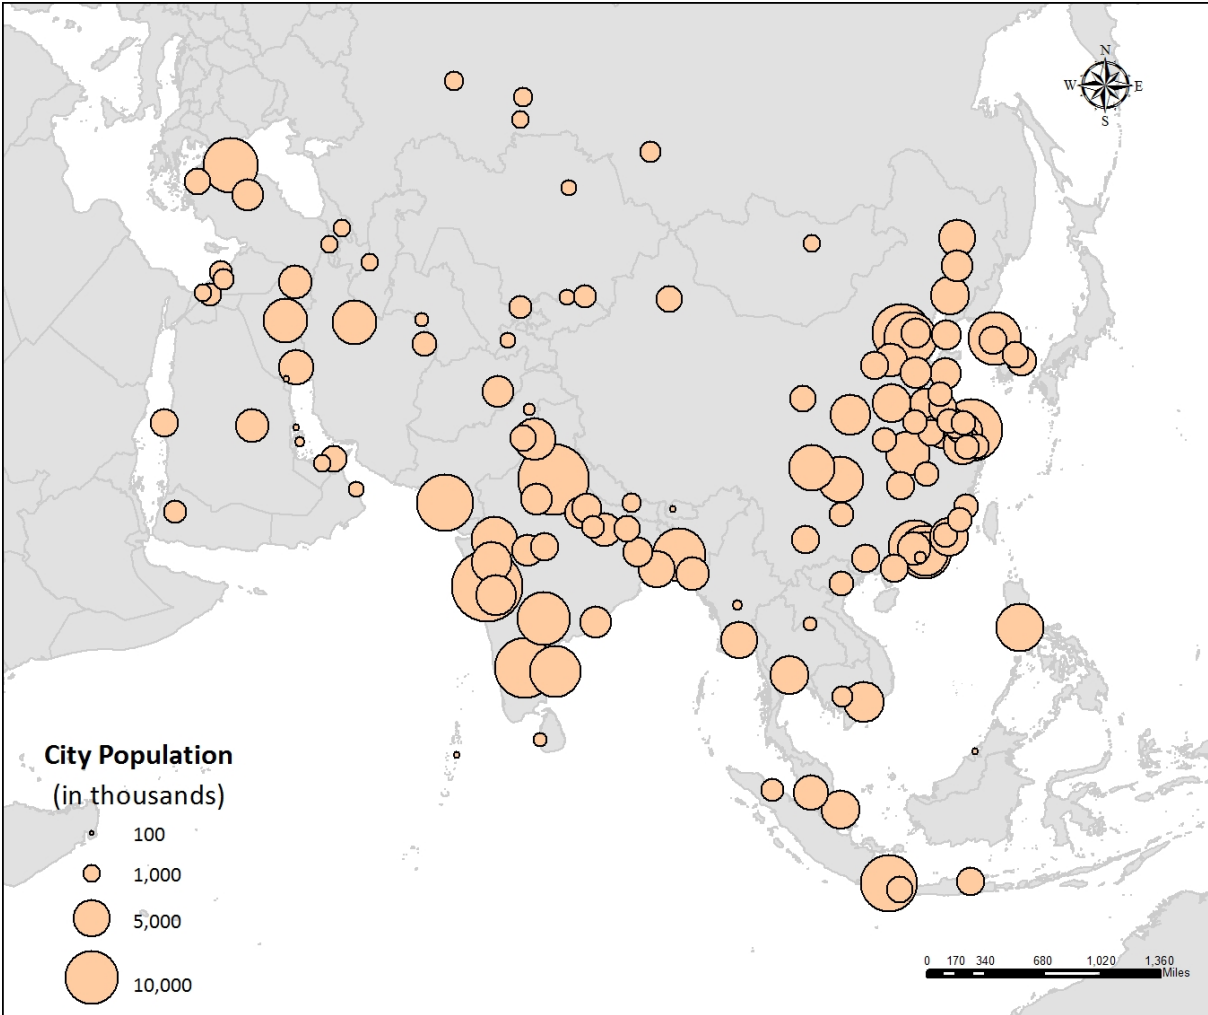 N
W E
S
City Population
(in thousands)
100
1,000
5,000
10,000
0 170 340 680 1,020 1,360
Miles